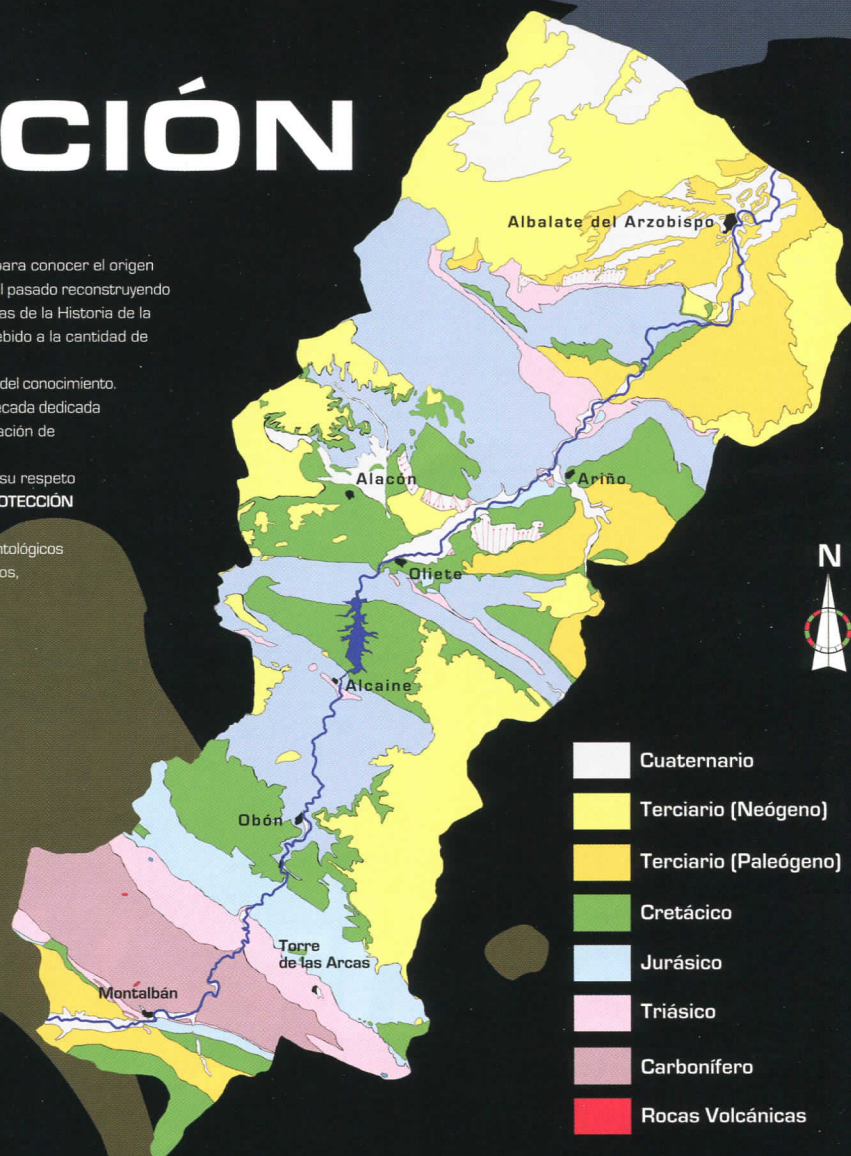 CIÓN
para conocer el origen
l pasado reconstruyendo
as de la Historia de la
ebido a la cantidad de
del conocimiento.
écada dedicada
ación de
su respeto
OTECCIÓN
ntológicos
os,
Albalate del Arzobispo
Alacón
Ariño
Oliete
Alcaine
Obón
Torre
de las Arcas
Montalbán
N
Cuaternario
Terciario (Neógeno)
Terciario (Paleógeno)
Cretácico
Jurásico
Triásico
Carbonífero
Rocas Volcánicas